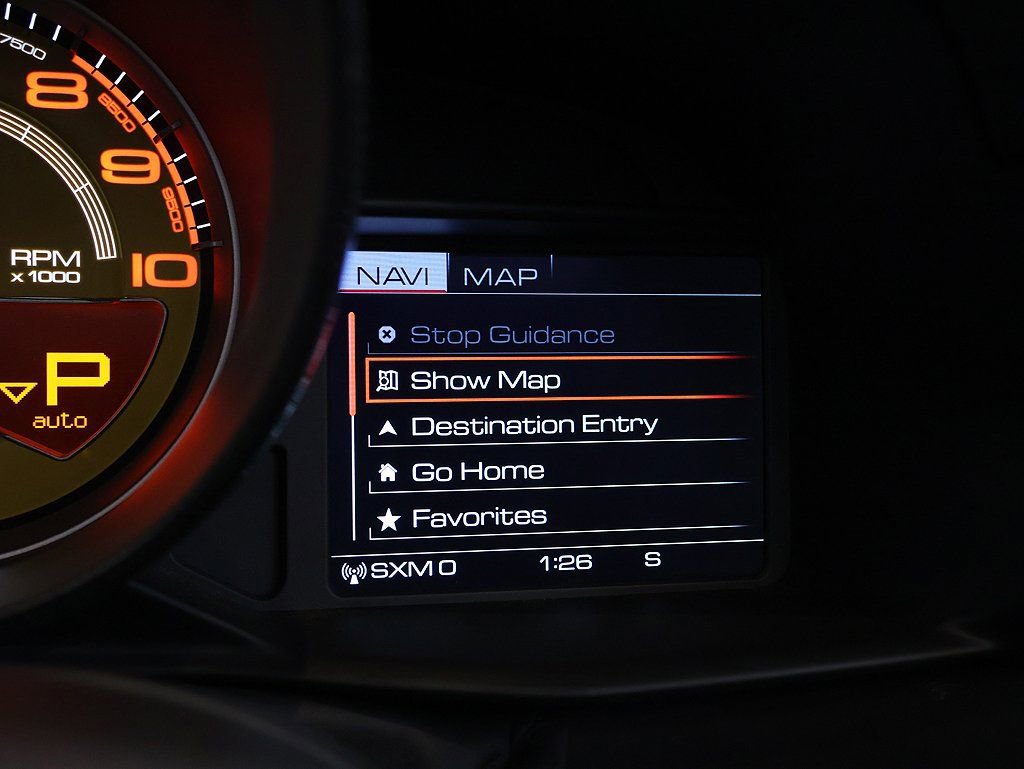 7500
8
8500
9
9500
10
RPM
x 1000
P
auto
NAVI MAP
Stop Guidance
Show Map
Destination Entry
Go Home
Favorites
SXM 0 1:26 S